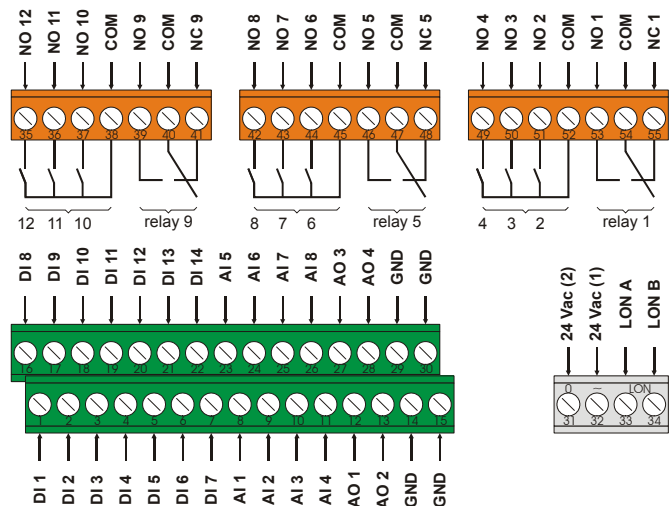 NO 12 NO 11 NO 10 COM NO 9 COM NC 9 NO 8 NO 7 NO 6 COM NO 5 COM NC 5 NO 4 NO 3 NO 2 COM NO 1 COM NC 1
35 36 37 38 39 40 41 42 43 44 45 46 47 48 49 50 51 52 53 54 55
12 11 10 relay 9 8 7 6 relay 5 4 3 2 relay 1
DI 8 DI 9 DI 10 DI 11 DI 12 DI 13 DI 14 AI 5 AI 6 AI 7 AI 8 AO 3 AO 4 GND GND 24 Vac (2) 24 Vac (1) LON A LON B
16 17 18 19 20 21 22 23 24 25 26 27 28 29 30
0 ~ LON
1 2 3 4 5 6 7 8 9 10 11 12 13 14 15 31 32 33 34
DI 1 DI 2 DI 3 DI 4 DI 5 DI 6 DI 7 AI 1 AI 2 AI 3 AI 4 AO 1 AO 2 GND GND